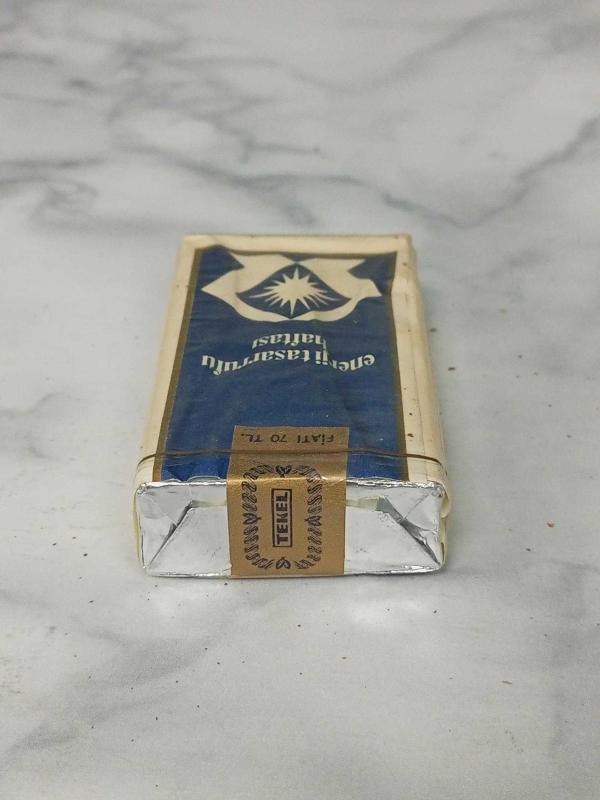 enerji tasarrufu
haftası
FİATI 70 TL.
TEKEL